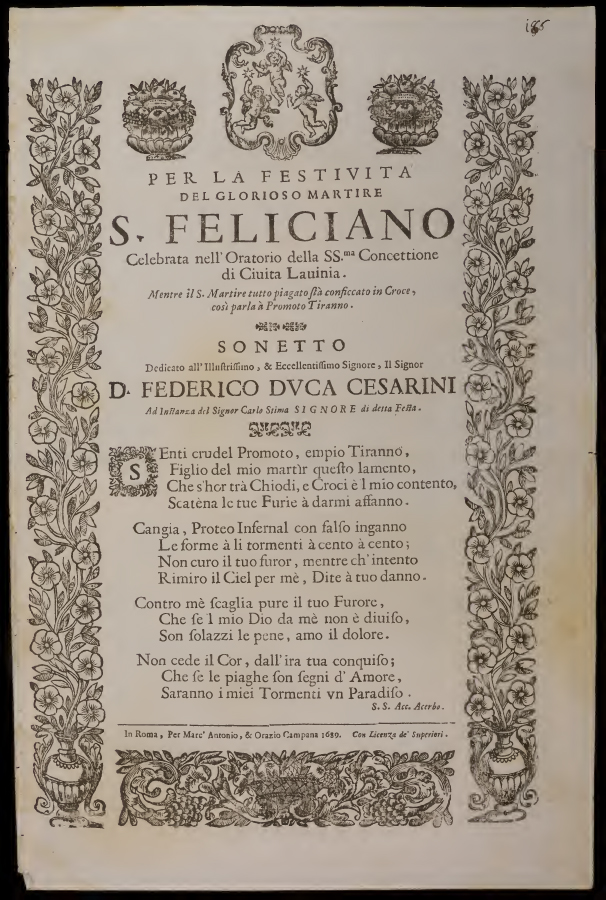 185
PER LA FESTIVITA
DEL GLORIOSO MARTIRE
S. FELICIANO
Celebrata nell' Oratorio della SS.ma Concettione
di Ciuita Lauinia.
Mentre il S. Martire tutto piagato ſtà conficcato in Croce,
così parla à Promoto Tiranno.
SONETTO
Dedicato all' Illuſtriſſimo, & Eccellentiſſimo Signore, Il Signor
D. FEDERICO DVCA CESARINI
Ad Inſtanza del Signor Carlo Stima SIGNORE di detta Feſta.
SEnti crudel Promoto, empio Tiranno,
Figlio del mio martìr queſto lamento,
Che s'hor trà Chiodi, e Croci è l mio contento,
Scatèna le tue Furie à darmi affanno.
Cangia, Proteo Infernal con falſo inganno
Le forme à li tormenti à cento à cento;
Non curo il tuo furor, mentre ch'intento
Rimiro il Ciel per mè, Dite à tuo danno.
Contro mè ſcaglia pure il tuo Furore,
Che ſe l mio Dio da mè non è diuiſo,
Son ſolazzi le pene, amo il dolore.
Non cede il Cor, dall'ira tua conquiſo;
Che ſe le piaghe ſon ſegni d' Amore,
Saranno i miei Tormenti vn Paradiſo.
S. S. Acc. Acerbo.
In Roma, Per Marc' Antonio, & Orazio Campana 1689. Con Licenza de' Superiori.